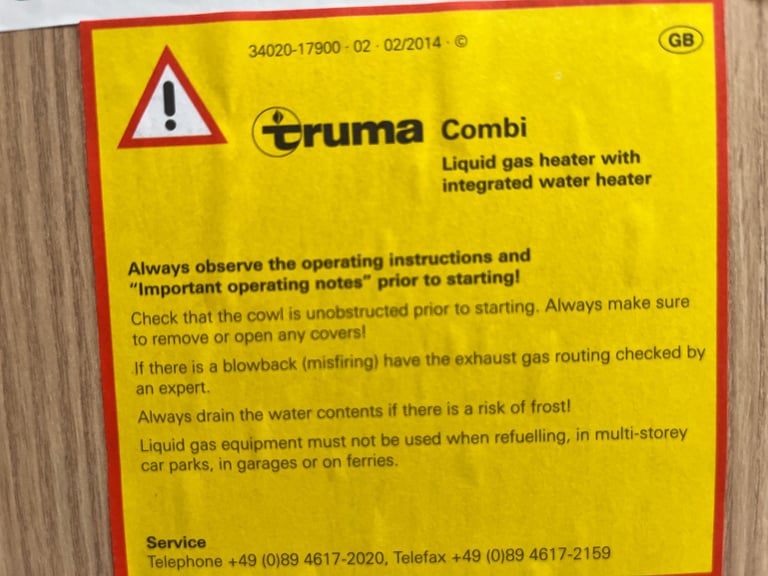 34020-17900 · 02 · 02/2014 · ©
GB
truma Combi
Liquid gas heater with
integrated water heater
Always observe the operating instructions and
“Important operating notes” prior to starting!
Check that the cowl is unobstructed prior to starting. Always make sure
to remove or open any covers!
If there is a blowback (misfiring) have the exhaust gas routing checked by
an expert.
Always drain the water contents if there is a risk of frost!
Liquid gas equipment must not be used when refuelling, in multi-storey
car parks, in garages or on ferries.
Service
Telephone +49 (0)89 4617-2020, Telefax +49 (0)89 4617-2159